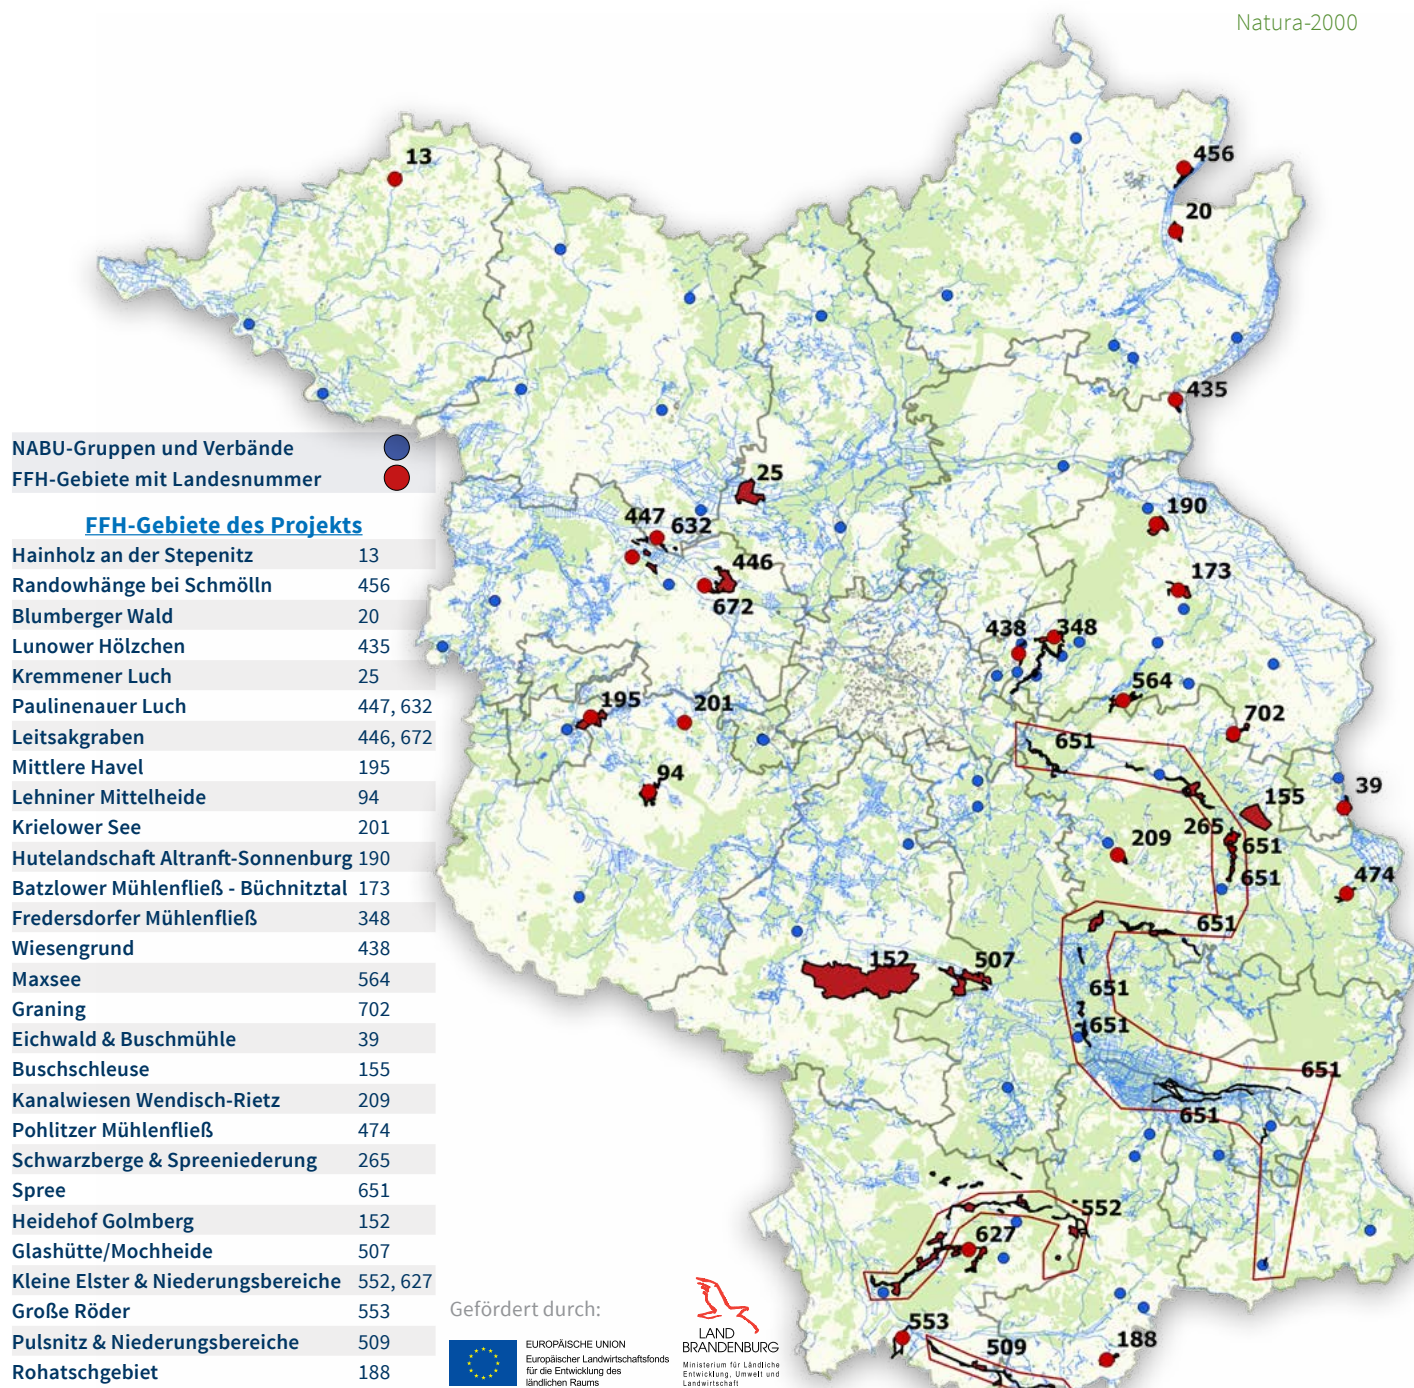 Natura-2000
13
456
20
435
25
190
447
632
446
672
173
438
348
564
195
201
702
651
94
155
39
265
209
651
651
474
651
152
507
651
651
651
651
552
627
553
509
188
NABU-Gruppen und Verbände
FFH-Gebiete mit Landesnummer
FFH-Gebiete des Projekts
Hainholz an der Stepenitz 13
Randowhänge bei Schmölln 456
Blumberger Wald 20
Lunower Hölzchen 435
Kremmener Luch 25
Paulinenauer Luch 447, 632
Leitsakgraben 446, 672
Mittlere Havel 195
Lehniner Mittelheide 94
Krielower See 201
Hutelandschaft Altranft-Sonnenburg 190
Batzlower Mühlenfließ - Büchnitztal 173
Fredersdorfer Mühlenfließ 348
Wiesengrund 438
Maxsee 564
Graning 702
Eichwald & Buschmühle 39
Buschschleuse 155
Kanalwiesen Wendisch-Rietz 209
Pohlitzer Mühlenfließ 474
Schwarzberge & Spreeniederung 265
Spree 651
Heidehof Golmberg 152
Glashütte/Mochheide 507
Kleine Elster & Niederungsbereiche 552, 627
Große Röder 553
Pulsnitz & Niederungsbereiche 509
Rohatschgebiet 188
Gefördert durch:
EUROPÄISCHE UNION
Europäischer Landwirtschaftsfonds
für die Entwicklung des
ländlichen Raums
LAND
BRANDENBURG
Ministerium für Ländliche
Entwicklung, Umwelt und
Landwirtschaft